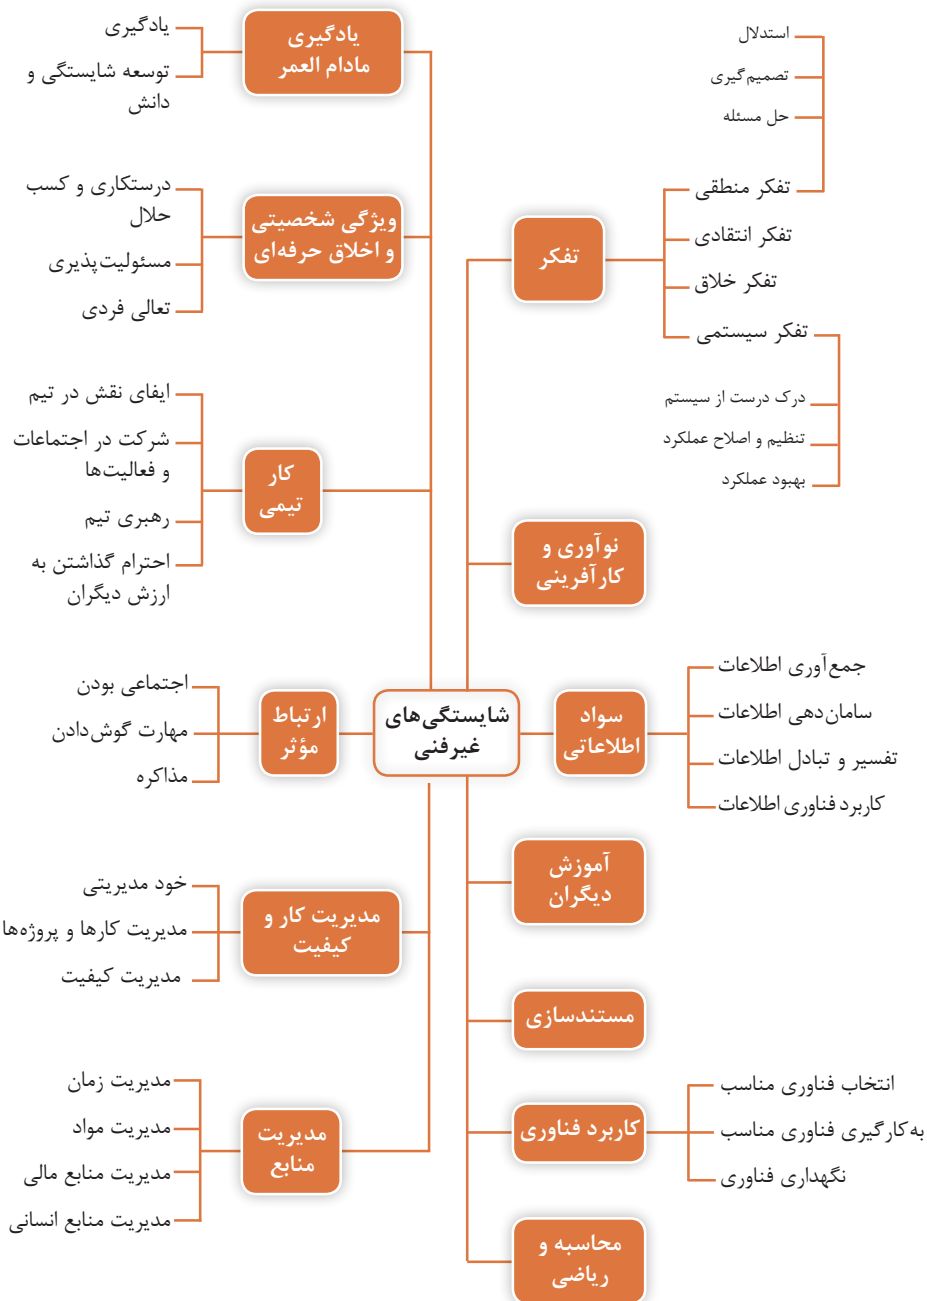 شایستگی‌های
غیرفنی
تفکر
استدلال
تصمیم‌گیری
حل مسئله
تفکر منطقی
تفکر انتقادی
تفکر خلاق
تفکر سیستمی
درک درست از سیستم
تنظیم و اصلاح عملکرد
بهبود عملکرد
نوآوری و
کارآفرینی
سواد
اطلاعاتی
جمع‌آوری اطلاعات
سامان‌دهی اطلاعات
تفسیر و تبادل اطلاعات
کاربرد فناوری اطلاعات
آموزش
دیگران
مستندسازی
کاربرد فناوری
انتخاب فناوری مناسب
به‌کارگیری فناوری مناسب
نگهداری فناوری
محاسبه و
ریاضی
یادگیری
مادام العمر
یادگیری
توسعه شایستگی و
دانش
ویژگی شخصیتی
و اخلاق حرفه‌ای
درستکاری و کسب
حلال
مسئولیت‌پذیری
تعالی فردی
کار
تیمی
ایفای نقش در تیم
شرکت در اجتماعات
و فعالیت‌ها
رهبری تیم
احترام گذاشتن به
ارزش دیگران
ارتباط
مؤثر
اجتماعی بودن
مهارت گوش‌دادن
مذاکره
مدیریت کار و
کیفیت
خود مدیریتی
مدیریت کارها و پروژه‌ها
مدیریت کیفیت
مدیریت
منابع
مدیریت زمان
مدیریت مواد
مدیریت منابع مالی
مدیریت منابع انسانی